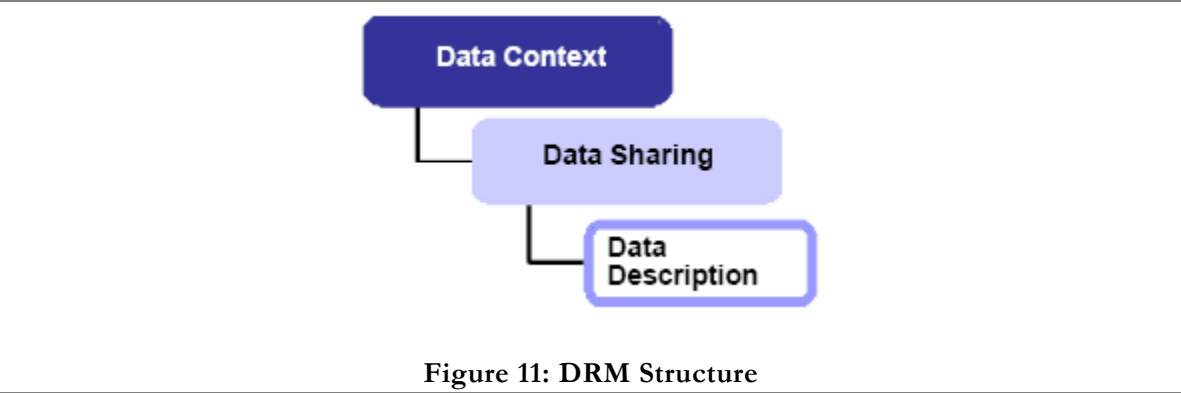 Data Context
Data Sharing
Data
Description
Figure 11: DRM Structure